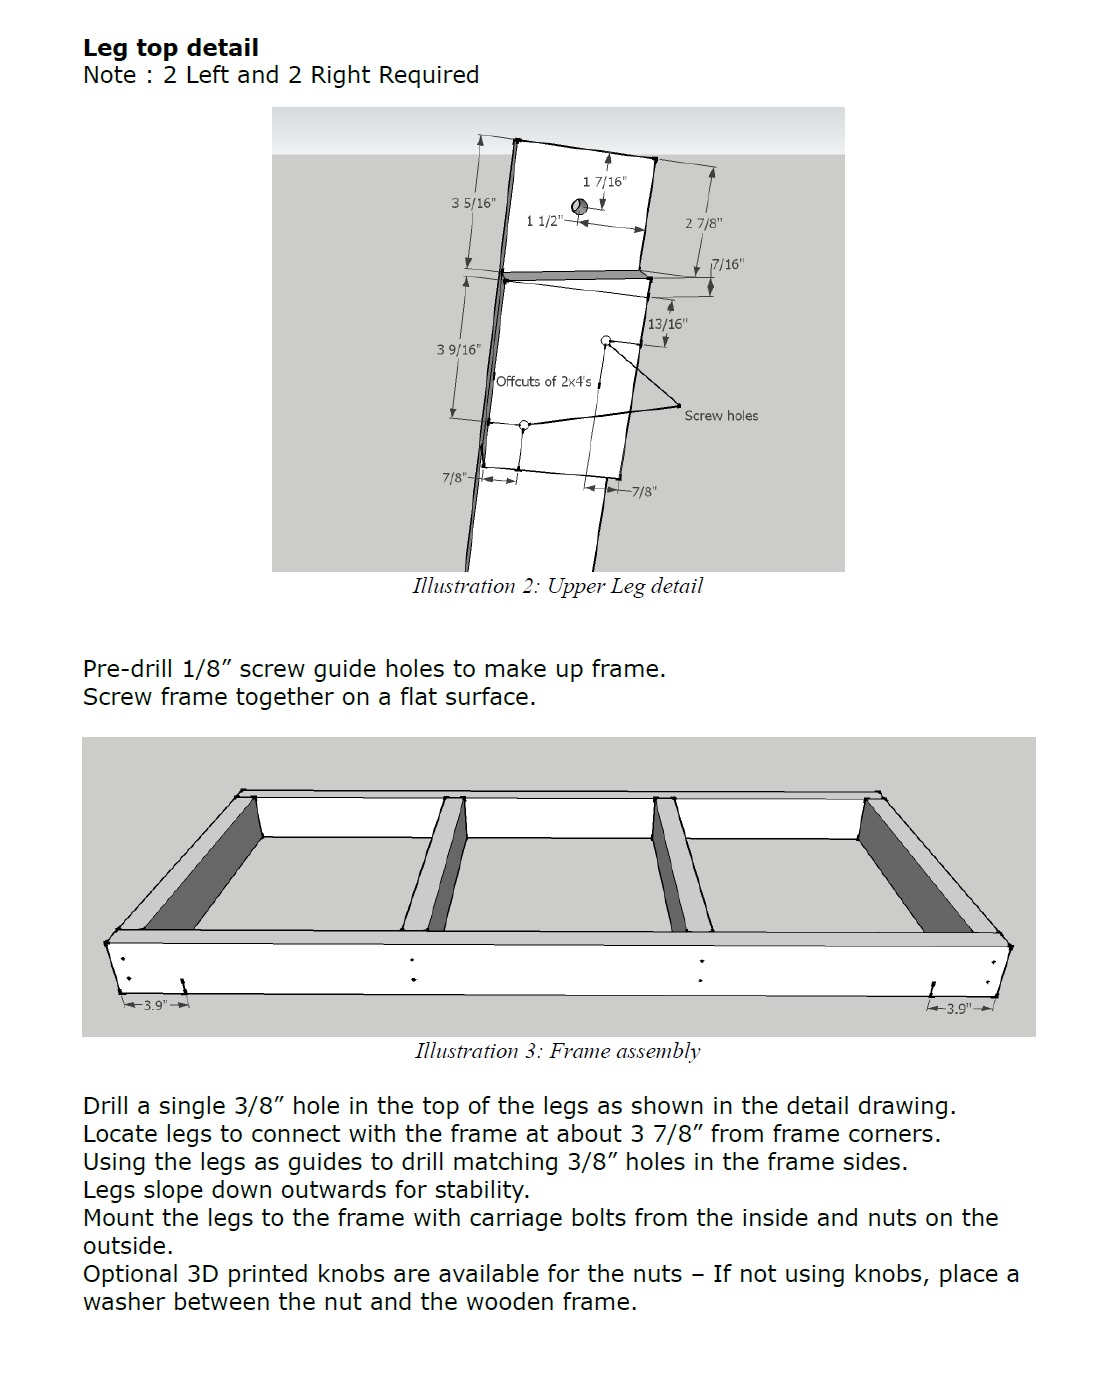 Leg top detail
Note : 2 Left and 2 Right Required
1 7/16"
3 5/16"
1 1/2"
2 7/8"
7/16"
13/16"
3 9/16"
Offcuts of 2x4's
Screw holes
7/8"
7/8"
Illustration 2: Upper Leg detail
Pre-drill 1/8” screw guide holes to make up frame.
Screw frame together on a flat surface.
3.9"
3.9"
Illustration 3: Frame assembly
Drill a single 3/8” hole in the top of the legs as shown in the detail drawing.
Locate legs to connect with the frame at about 3 7/8” from frame corners.
Using the legs as guides to drill matching 3/8” holes in the frame sides.
Legs slope down outwards for stability.
Mount the legs to the frame with carriage bolts from the inside and nuts on the
outside.
Optional 3D printed knobs are available for the nuts – If not using knobs, place a
washer between the nut and the wooden frame.